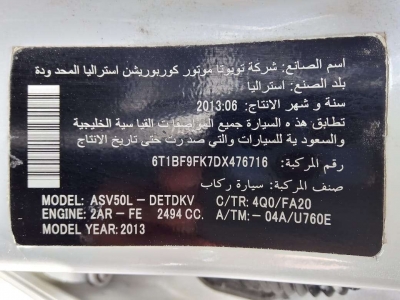 اسم الصانع: شركة تويوتا موتور كوربوريشن استراليا المحدودة
بلد الصنع: استراليا
سنة و شهر الانتاج: 2013:06
تطابق هذه السيارة جميع المواصفات القياسية الخليجية
والسعودية للسيارات والتي صدرت حتى تاريخ الانتاج
رقم المركبة: 6T1BF9FK7DX476716
صنف المركبة: سيارة ركاب
MODEL: ASV50L - DETDKV C/TR: 4Q0/FA20
ENGINE: 2AR - FE 2494 CC. A/TM: -04A/U760E
MODEL YEAR: 2013